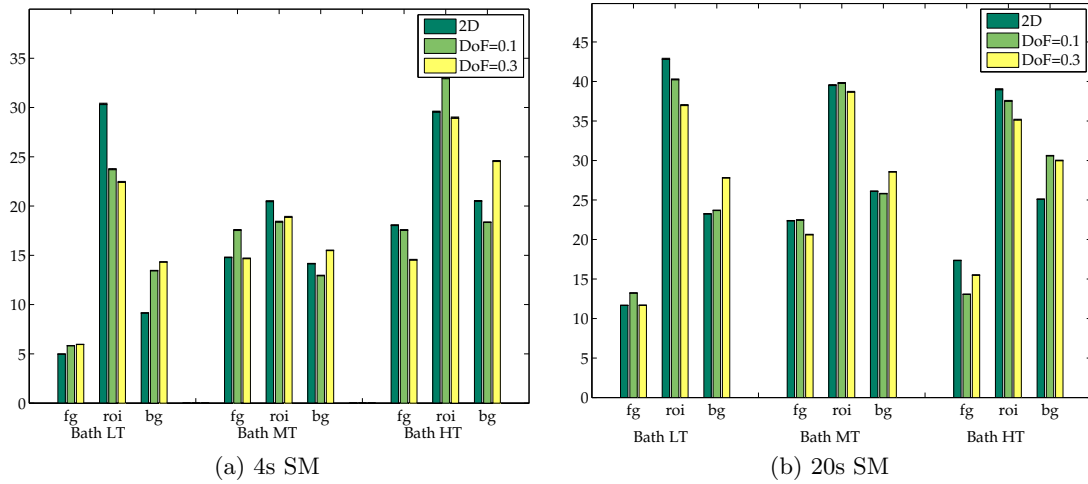 2D
DoF=0.1
DoF=0.3
35
30
25
20
15
10
5
0
fg roi bg fg roi bg fg roi bg
Bath LT Bath MT Bath HT
(a) 4s SM
2D
DoF=0.1
DoF=0.3
45
40
35
30
25
20
15
10
5
0
fg roi bg fg roi bg fg roi bg
Bath LT Bath MT Bath HT
(b) 20s SM